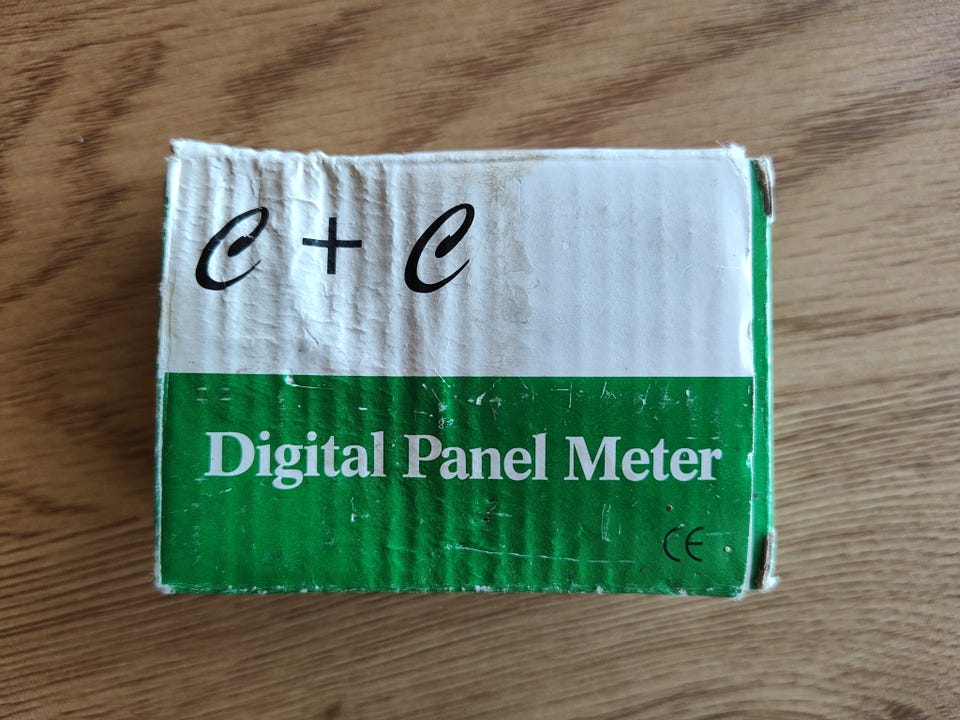 C + C
Digital Panel Meter
CE